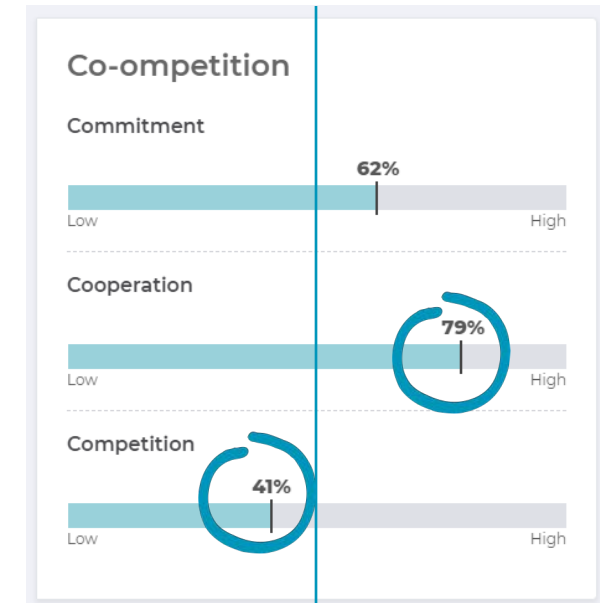 Co-ompetition
Commitment
62%
Low High
Cooperation
79%
Low High
Competition
41%
Low High